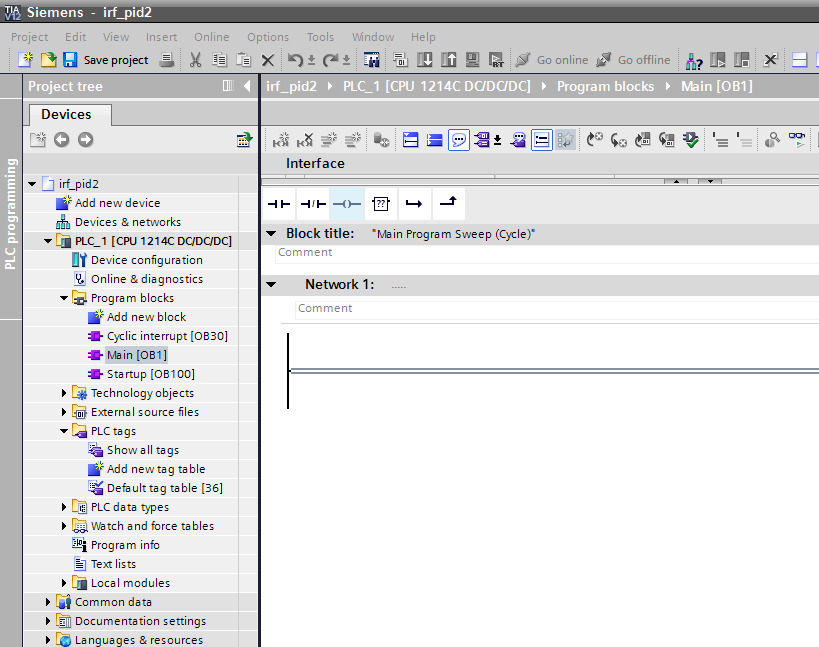 TIA V12 Siemens - irf_pid2
Project Edit View Insert Online Options Tools Window Help
Save project Go online Go offline
Project tree
irf_pid2 PLC_1 [CPU 1214C DC/DC/DC] Program blocks Main [OB1]
Devices
PLC programming
irf_pid2
Add new device
Devices & networks
PLC_1 [CPU 1214C DC/DC/DC]
Device configuration
Online & diagnostics
Program blocks
Add new block
Cyclic interrupt [OB30]
Main [OB1]
Startup [OB100]
Technology objects
External source files
PLC tags
Show all tags
Add new tag table
Default tag table [36]
PLC data types
Watch and force tables
Program info
Text lists
Local modules
Common data
Documentation settings
Languages & resources
Interface
??
Block title: "Main Program Sweep (Cycle)"
Comment
Network 1: .....
Comment